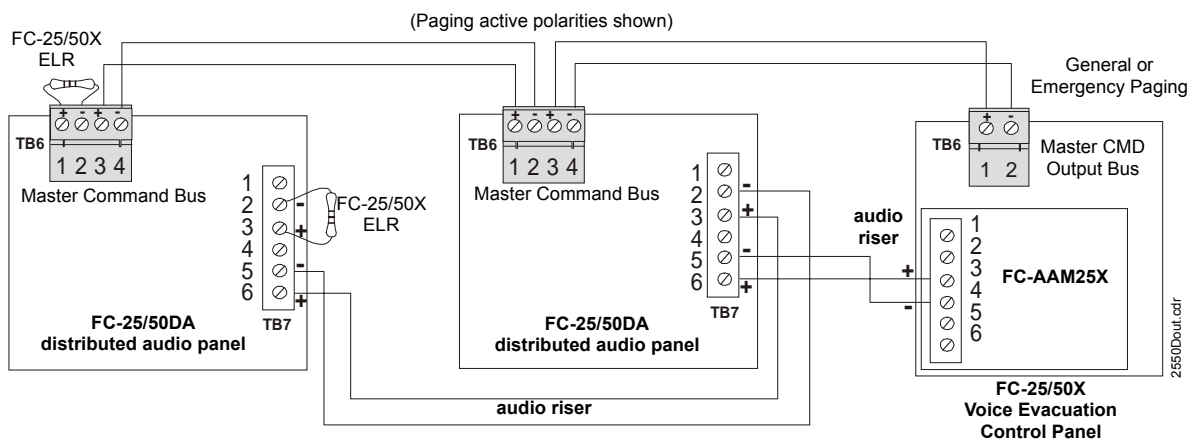 (Paging active polarities shown)
FC-25/50X
ELR
+ - + -
TB6
1 2 3 4
Master Command Bus
1
2 -
3 +
4
5 -
6 +
TB7
FC-25/50X
ELR
FC-25/50DA
distributed audio panel
+ - + -
TB6
1 2 3 4
Master Command Bus
1
2 -
3 +
4
5 -
6 +
TB7
FC-25/50DA
distributed audio panel
audio riser
General or
Emergency Paging
+ -
TB6
1 2
Master CMD
Output Bus
audio
riser
+
-
1
2
3
4
5
6
FC-AAM25X
FC-25/50X
Voice Evacuation
Control Panel
2550Dout.cdr